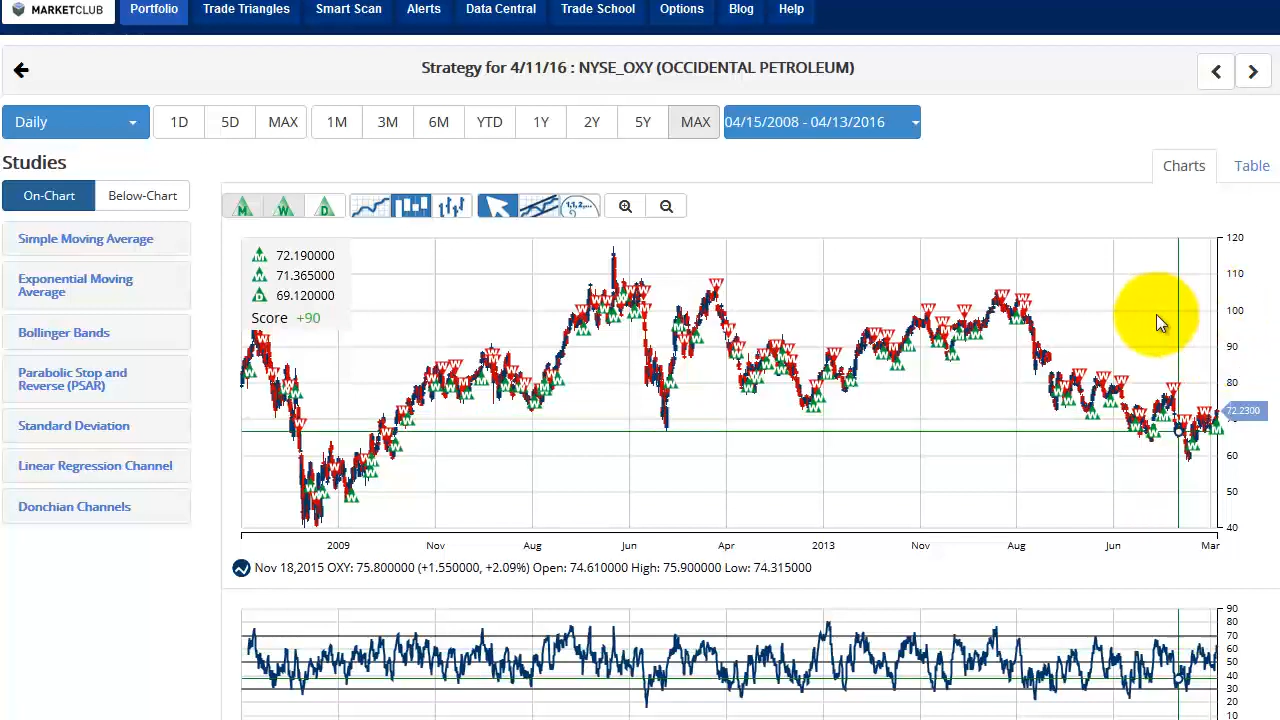 MARKETCLUB Portfolio Trade Triangles Smart Scan Alerts Data Central Trade School Options Blog Help
Strategy for 4/11/16 : NYSE_OXY (OCCIDENTAL PETROLEUM)
Daily 1D 5D MAX 1M 3M 6M YTD 1Y 2Y 5Y MAX 04/15/2008 - 04/13/2016
Studies
Charts Table
On-Chart Below-Chart
Simple Moving Average
Exponential Moving
Average
Bollinger Bands
Parabolic Stop and
Reverse (PSAR)
Standard Deviation
Linear Regression Channel
Donchian Channels
M W D
M 72.190000
W 71.365000
D 69.120000
Score +90
120
110
100
90
80
72.2300
60
50
40
2009 Nov Aug Jun Apr 2013 Nov Aug Jun Mar
Nov 18,2015 OXY: 75.800000 (+1.550000, +2.09%) Open: 74.610000 High: 75.900000 Low: 74.315000
90
80
70
60
50
40
30
20
10